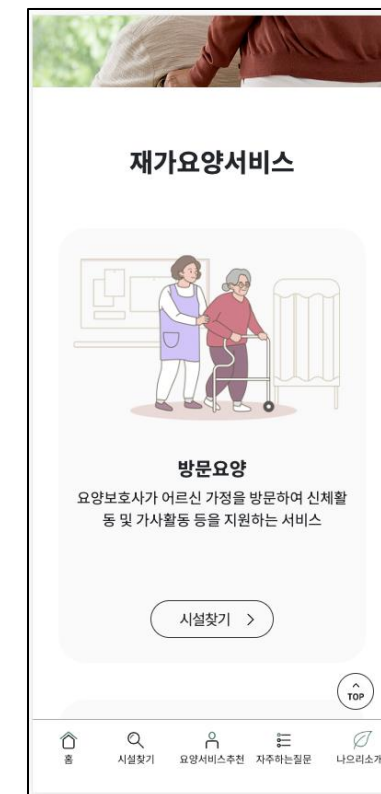 재가요양서비스
방문요양
요양보호사가 어르신 가정을 방문하여 신체활
동 및 가사활동 등을 지원하는 서비스
시설찾기
TOP
홈 시설찾기 요양서비스추천 자주하는질문 나으리소개